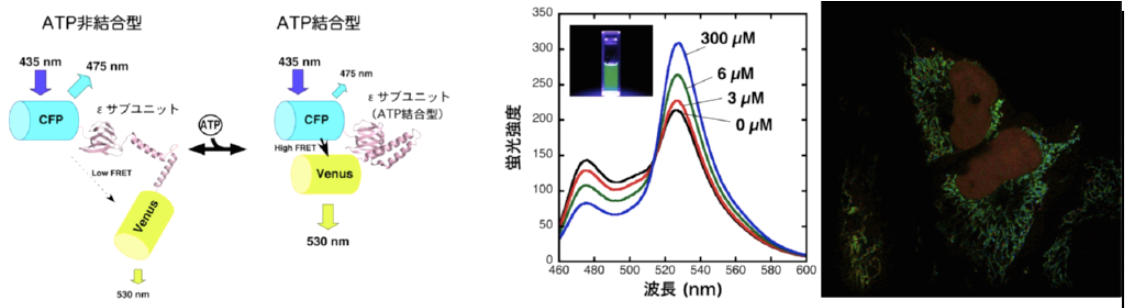 ATP非結合型
435 nm
475 nm
CFP
εサブユニット
Low FRET
Venus
530 nm
ATP
ATP結合型
435 nm
475 nm
CFP
εサブユニット
(ATP結合型)
High FRET
Venus
530 nm
蛍光強度
350
300
250
200
150
100
50
0
300 μM
6 μM
3 μM
0 μM
460 480 500 520 540 560 580 600
波長 (nm)